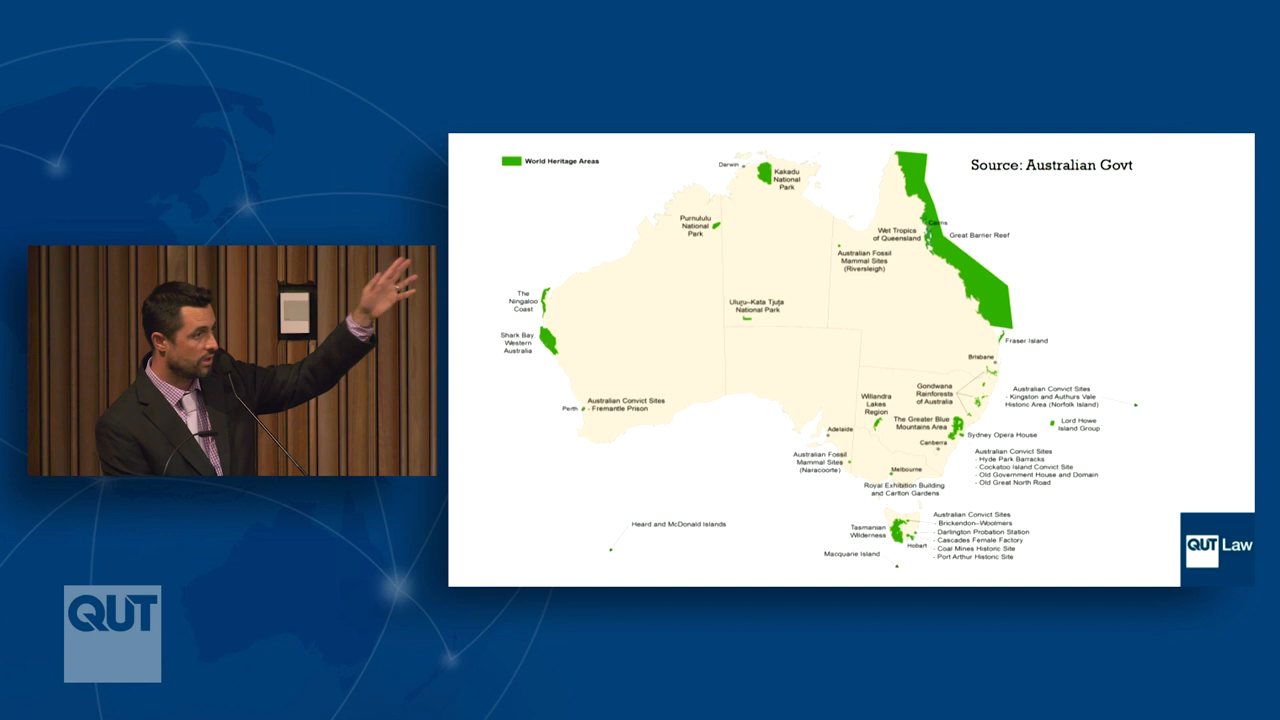 World Heritage Areas
Source: Australian Govt
Darwin
Kakadu
National
Park
Purnululu
National
Park
Cairns
Wet Tropics
of Queensland
Great Barrier Reef
Australian Fossil
Mammal Sites
(Riversleigh)
The
Ningaloo
Coast
Uluṟu–Kata Tjuṯa
National Park
Shark Bay
Western
Australia
Fraser Island
Brisbane
Gondwana
Rainforests
of Australia
Australian Convict Sites
- Kingston and Authurs Vale
Historic Area (Norfolk Island)
Willandra
Lakes
Region
Australian Convict Sites
- Fremantle Prison
Perth
The Greater Blue
Mountains Area
Lord Howe
Island Group
Adelaide
Sydney Opera House
Canberra
Australian Convict Sites
- Hyde Park Barracks
- Cockatoo Island Convict Site
- Old Government House and Domain
- Old Great North Road
Australian Fossil
Mammal Sites
(Naracoorte)
Melbourne
Royal Exhibition Building
and Carlton Gardens
Heard and McDonald Islands
Tasmanian
Wilderness
Hobart
Australian Convict Sites
- Brickendon–Woolmers
- Darlington Probation Station
- Cascades Female Factory
- Coal Mines Historic Site
- Port Arthur Historic Site
Macquarie Island
QUT Law
QUT